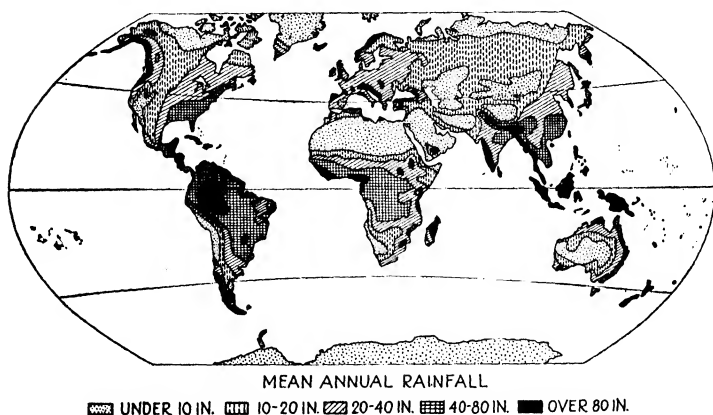 MEAN ANNUAL RAINFALL
UNDER 10 IN. 10-20 IN. 20-40 IN. 40-80 IN. OVER 80 IN.